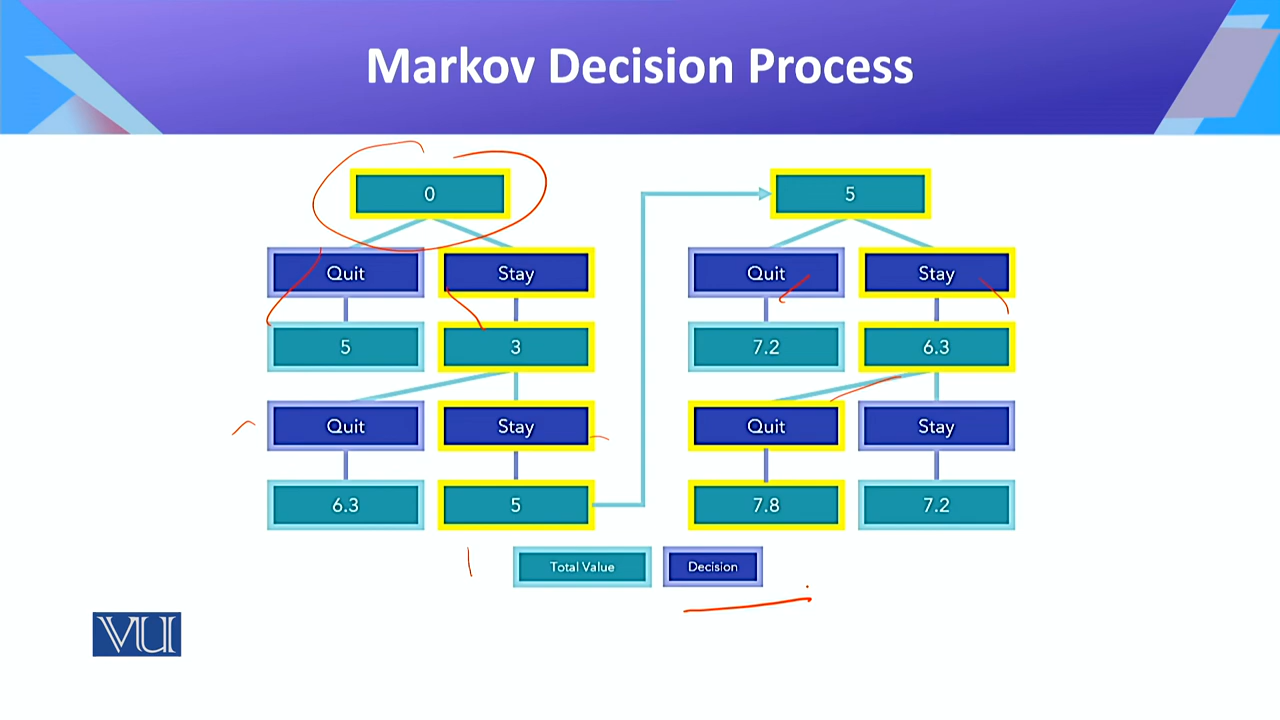 Markov Decision Process
0
Quit Stay
5 3
Quit Stay
6.3 5
5
Quit Stay
7.2 6.3
Quit Stay
7.8 7.2
Total Value Decision
VU